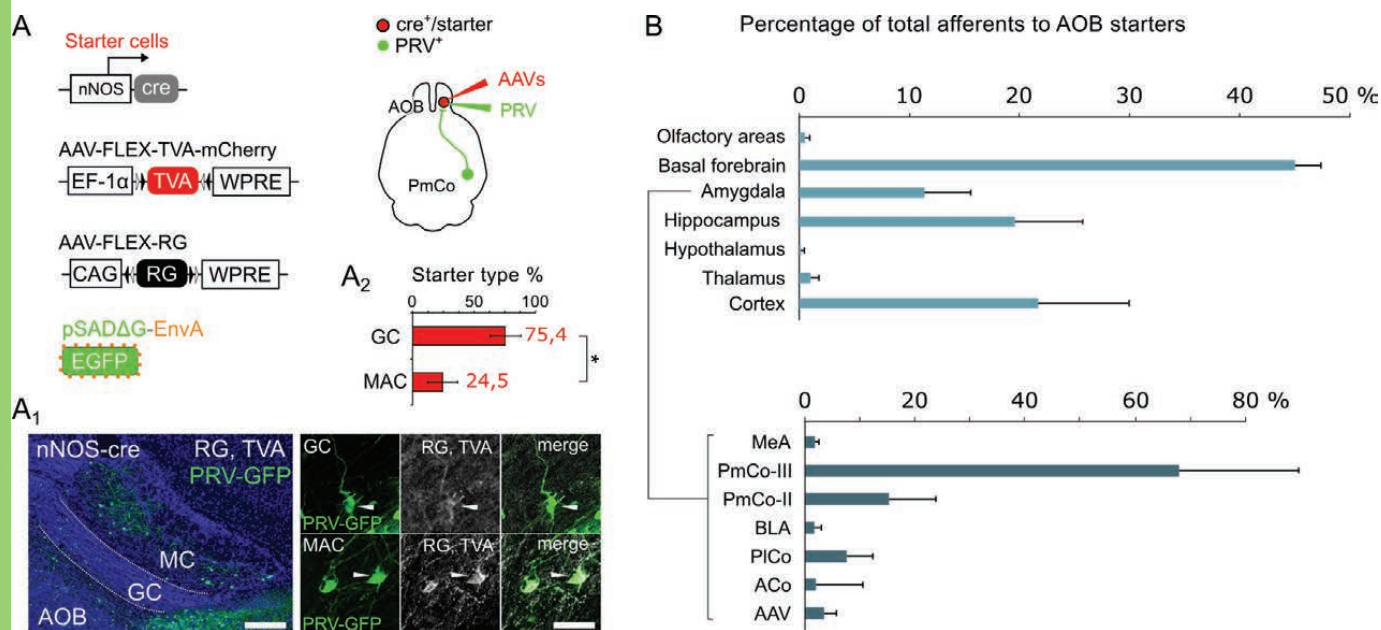 A
Starter cells
nNOS
cre
AAV-FLEX-TVA-mCherry
EF-1α
TVA
WPRE
AAV-FLEX-RG
CAG
RG
WPRE
pSADΔG-EnvA
EGFP
cre⁺/starter
PRV⁺
AAVs
AOB
PRV
PmCo
A₂
Starter type %
0 50 100
GC
75,4
*
MAC
24,5
A₁
nNOS-cre
RG, TVA
PRV-GFP
MC
GC
AOB
GC
RG, TVA
merge
PRV-GFP
MAC
RG, TVA
merge
PRV-GFP
B
Percentage of total afferents to AOB starters
0 10 20 30 40 50 %
Olfactory areas
Basal forebrain
Amygdala
Hippocampus
Hypothalamus
Thalamus
Cortex
0 20 40 60 80 %
MeA
PmCo-III
PmCo-II
BLA
PlCo
ACo
AAV